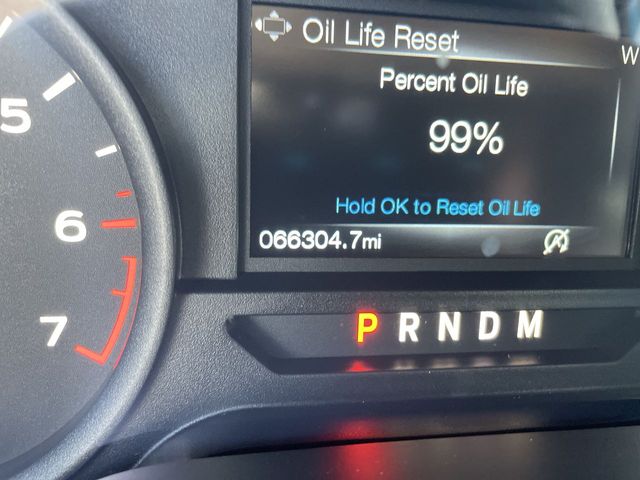 Oil Life Reset
W
Percent Oil Life
99%
Hold OK to Reset Oil Life
066304.7mi
5
6
7
P R N D M